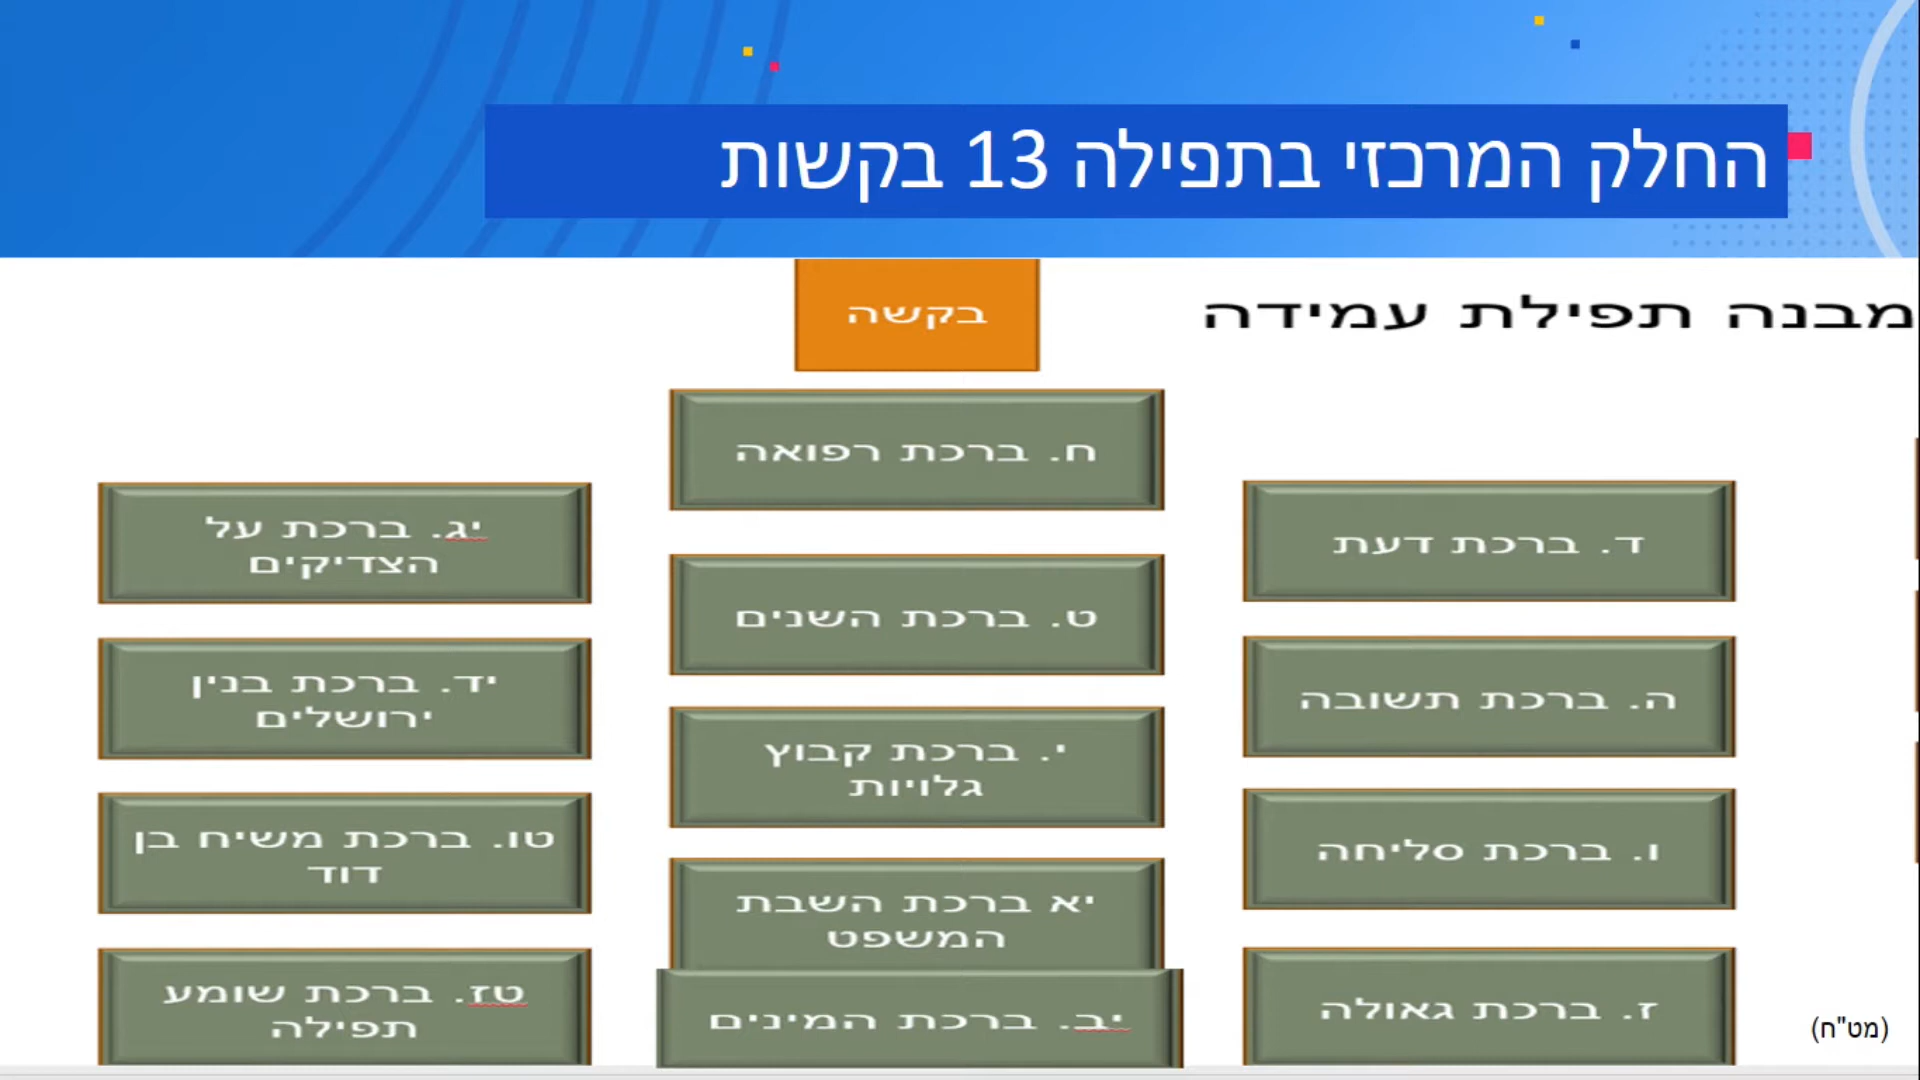 החלק המרכזי בתפילה 13 בקשות
מבנה תפילת עמידה
בקשה
ד. ברכת דעת
ה. ברכת תשובה
ו. ברכת סליחה
ז. ברכת גאולה
ח. ברכת רפואה
ט. ברכת השנים
י. ברכת קבוץ
גלויות
יא ברכת השבת
המשפט
יב. ברכת המינים
יג. ברכת על
הצדיקים
יד. ברכת בנין
ירושלים
טו. ברכת משיח בן
דוד
טז. ברכת שומע
תפילה
(מט"ח)